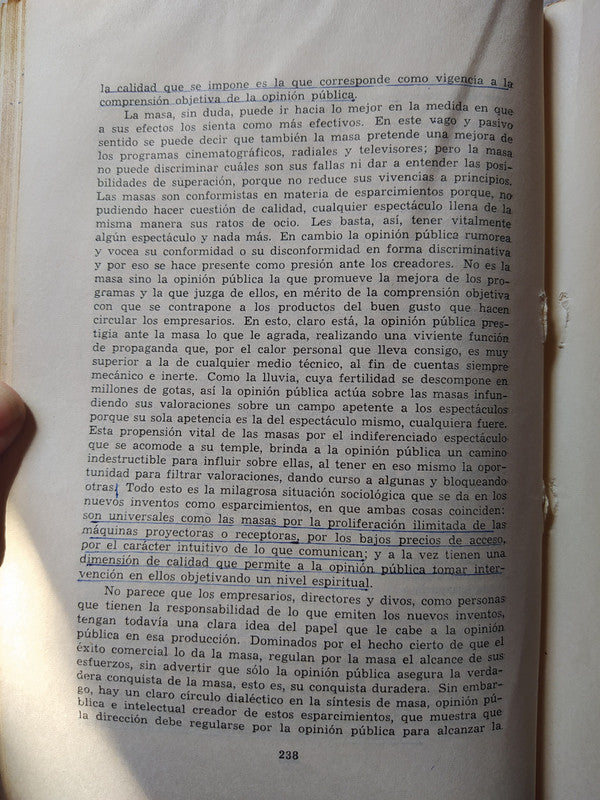 la calidad que se impone es la que corresponde como vigencia a la
comprensión objetiva de la opinión pública.
La masa, sin duda, puede ir hacia lo mejor en la medida en que
a sus efectos los sienta como más efectivos. En este vago y pasivo
sentido se puede decir que también la masa pretende una mejora de
los programas cinematográficos, radiales y televisores; pero la masa
no puede discriminar cuáles son sus fallas ni dar a entender las posi-
bilidades de superación, porque no reduce sus vivencias a principios.
Las masas son conformistas en materia de esparcimientos porque, no
pudiendo hacer cuestión de calidad, cualquier espectáculo llena de la
misma manera sus ratos de ocio. Les basta, así, tener vitalmente
algún espectáculo y nada más. En cambio la opinión pública rumorea
y vocea su conformidad o su disconformidad en forma discriminativa
y por eso se hace presente como presión ante los creadores. No es la
masa sino la opinión pública la que promueve la mejora de los pro-
gramas y la que juzga de ellos, en mérito de la comprensión objetiva
con que se contrapone a los productos del buen gusto que hacen
circular los empresarios. En esto, claro está, la opinión pública pres-
tigia ante la masa lo que le agrada, realizando una viviente función
de propaganda que, por el calor personal que lleva consigo, es muy
superior a la de cualquier medio técnico, al fin de cuentas siempre
mecánico e inerte. Como la lluvia, cuya fertilidad se descompone en
millones de gotas, así la opinión pública actúa sobre las masas infun-
diendo sus valoraciones sobre un campo apetente a los espectáculos
porque su sola apetencia es la del espectáculo mismo, cualquiera fuere.
Esta propensión vital de las masas por el indiferenciado espectáculo
que se acomode a su temple, brinda a la opinión pública un camino
indestructible para influir sobre ellas, al tener en eso mismo la opor-
tunidad para filtrar valoraciones, dando curso a algunas y bloqueando
otras. Todo esto es la milagrosa situación sociológica que se da en los
nuevos inventos como esparcimientos, en que ambas cosas coinciden:
son universales como las masas por la proliferación ilimitada de las
máquinas proyectoras o receptoras, por los bajos precios de acceso,
por el carácter intuitivo de lo que comunican; y a la vez tienen una
dimensión de calidad que permite a la opinión pública tomar inter-
vención en ellos objetivando un nivel espiritual.
No parece que los empresarios, directores y divos, como personas
que tienen la responsabilidad de lo que emiten los nuevos inventos,
tengan todavía una clara idea del papel que le cabe a la opinión
pública en esa producción. Dominados por el hecho cierto de que el
éxito comercial lo da la masa, regulan por la masa el alcance de sus
esfuerzos, sin advertir que sólo la opinión pública asegura la verda-
dera conquista de la masa, esto es, su conquista duradera. Sin embar-
go, hay un claro círculo dialéctico en la síntesis de masa, opinión pú-
blica e intelectual creador de estos esparcimientos, que muestra que
la dirección debe regularse por la opinión pública para alcanzar la
238